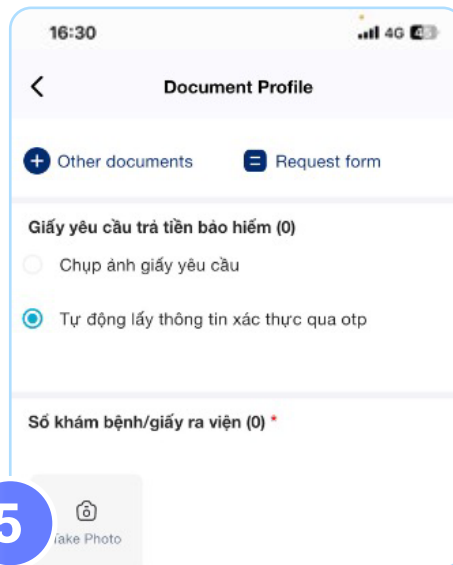 16:30 4G
Document Profile
Other documents Request form
Giấy yêu cầu trả tiền bảo hiểm (0)
Chụp ảnh giấy yêu cầu
Tự động lấy thông tin xác thực qua otp
Sổ khám bệnh/giấy ra viện (0) *
5
Take Photo